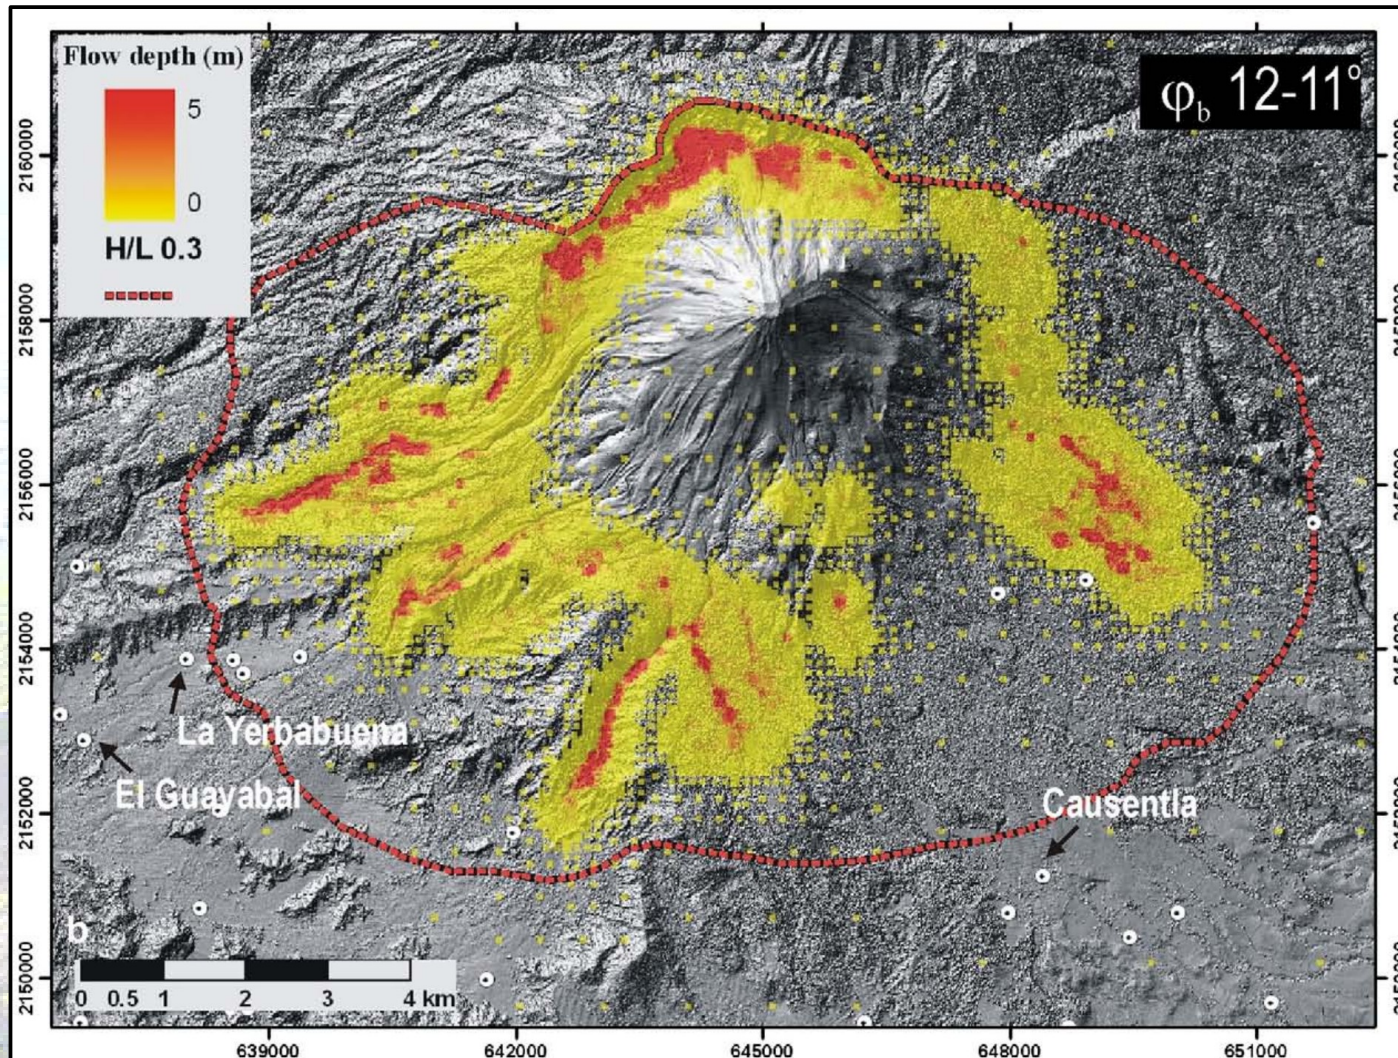 Flow depth (m)
5
0
H/L 0.3
φb 12-11°
2160000
2158000
2156000
2154000
2152000
2150000
La Yerbabuena
El Guayabal
Causentla
b
0 0.5 1 2 3 4 km
639000 642000 645000 648000 651000